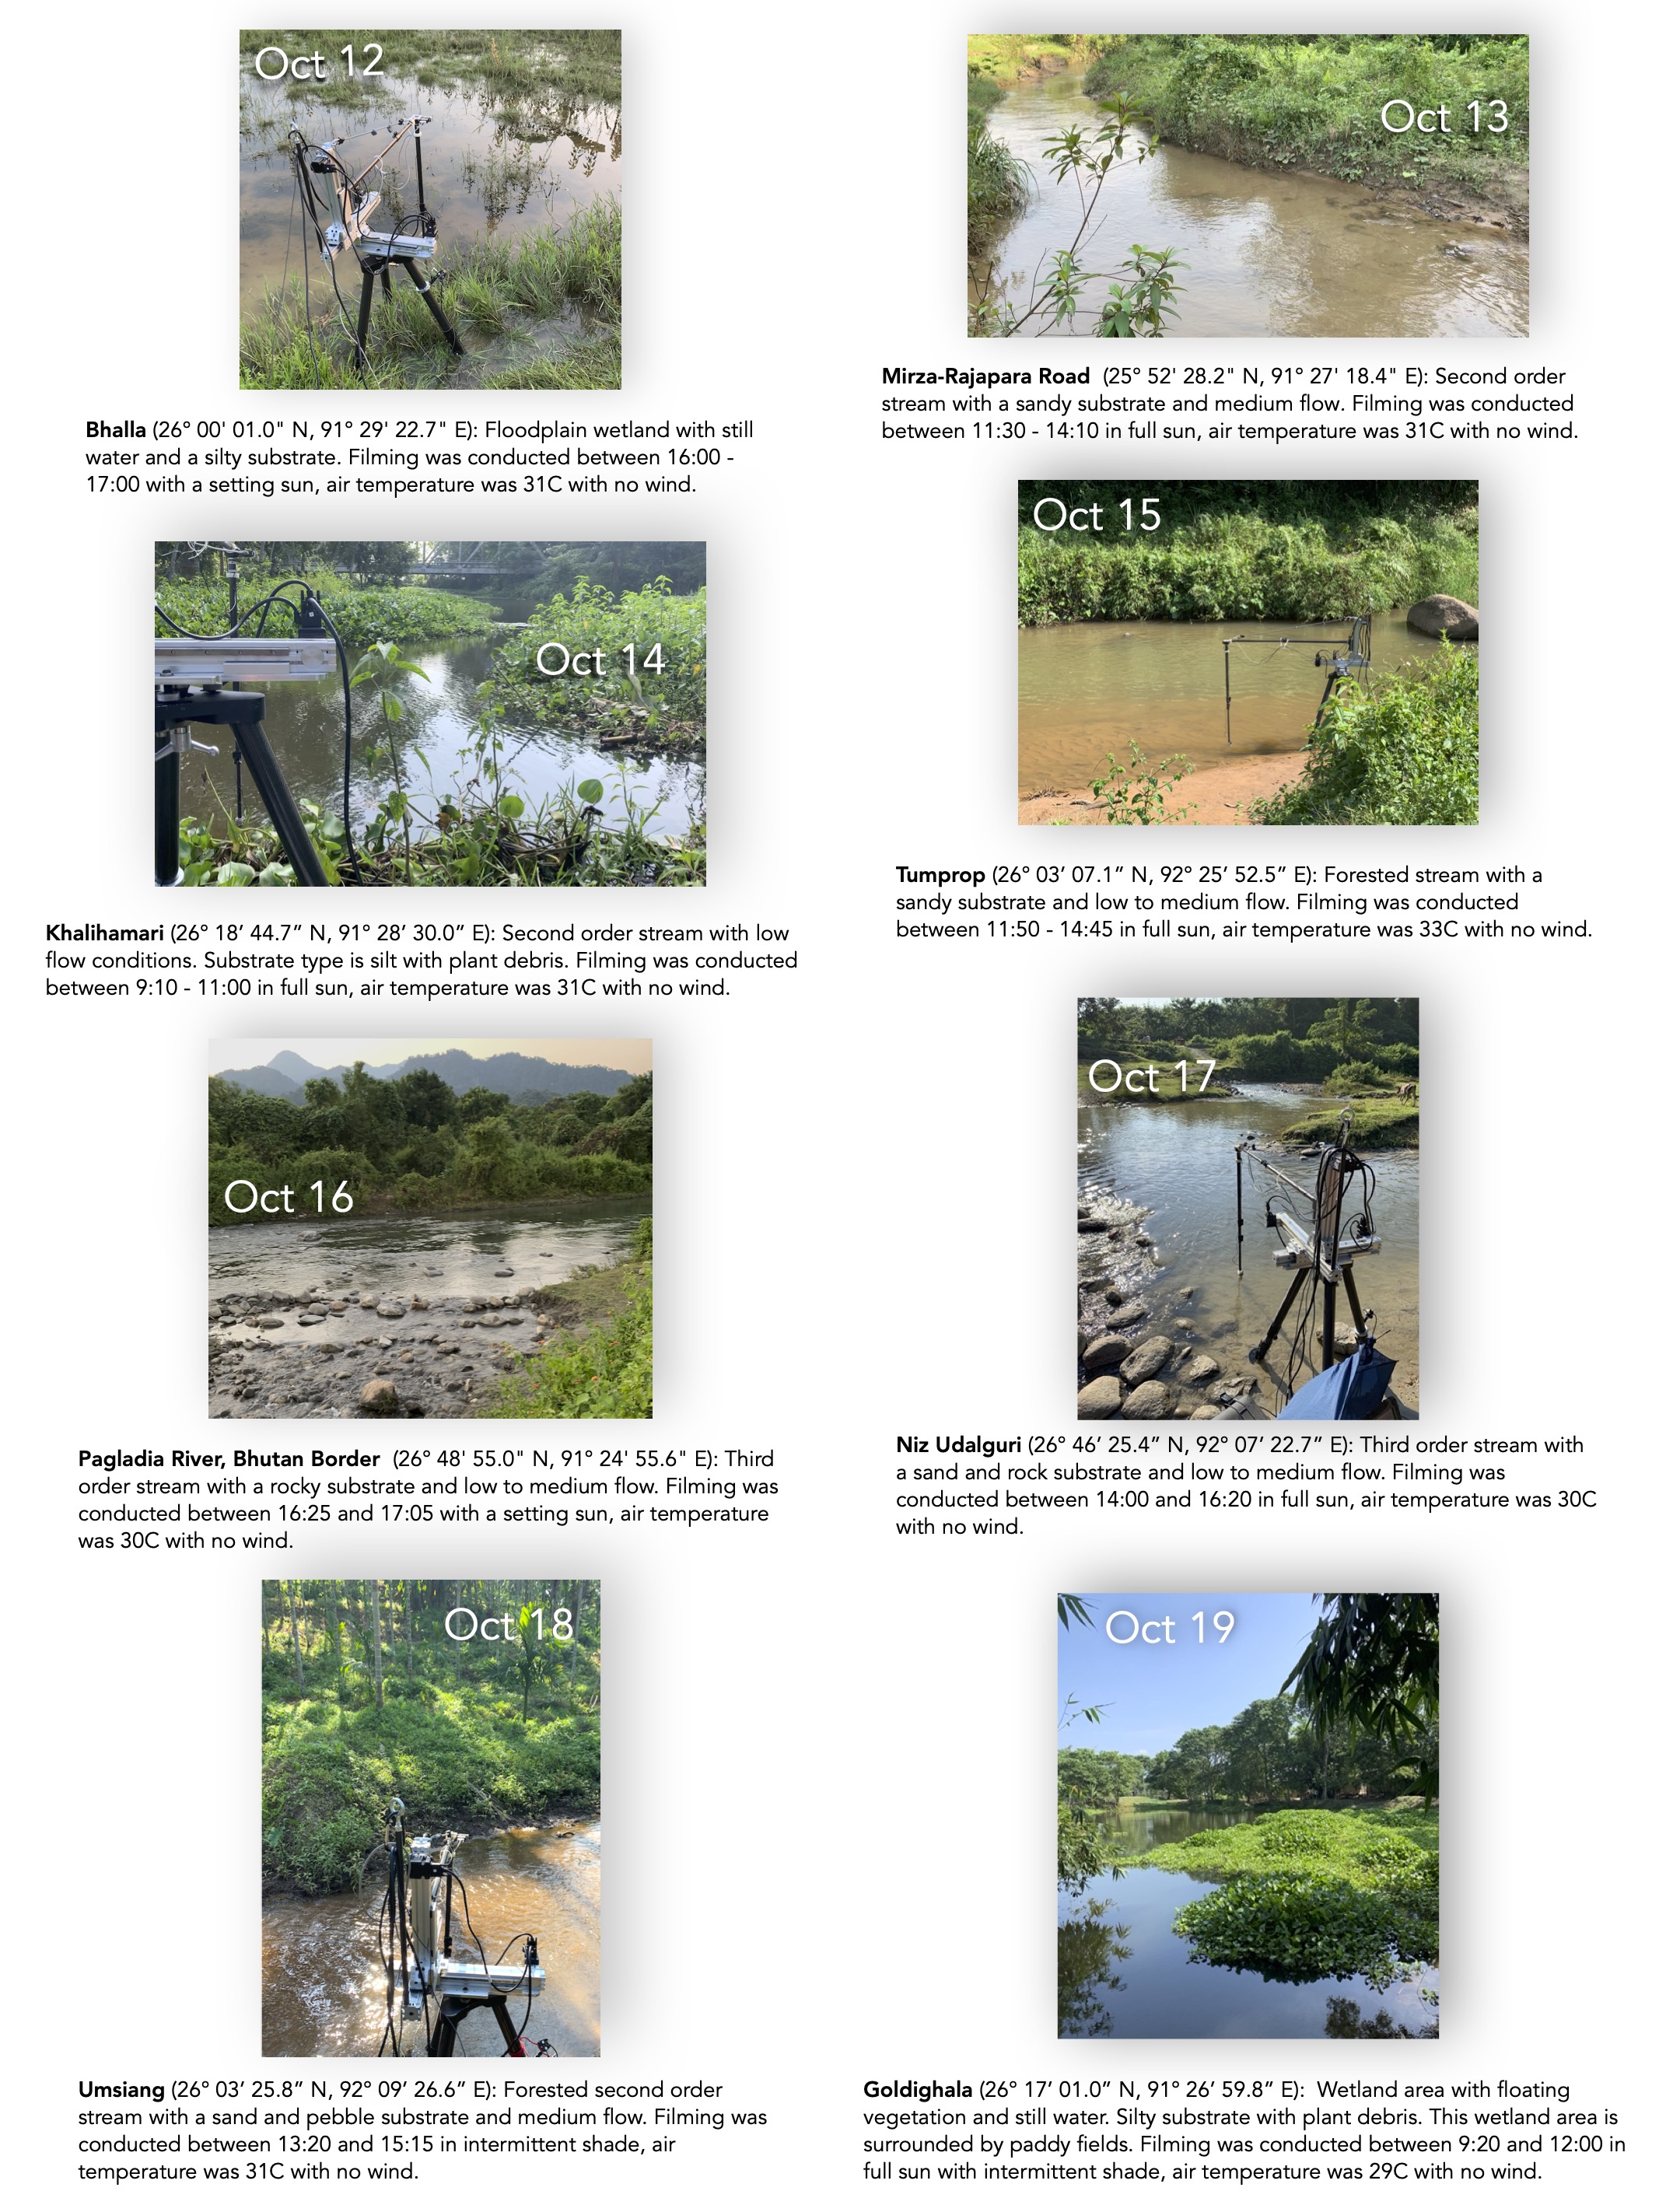 Oct 12
Bhalla (26° 00' 01.0" N, 91° 29' 22.7" E): Floodplain wetland with still
water and a silty substrate. Filming was conducted between 16:00 -
17:00 with a setting sun, air temperature was 31C with no wind.
Oct 13
Mirza-Rajapara Road (25° 52' 28.2" N, 91° 27' 18.4" E): Second order
stream with a sandy substrate and medium flow. Filming was conducted
between 11:30 - 14:10 in full sun, air temperature was 31C with no wind.
Oct 14
Khalihamari (26° 18’ 44.7” N, 91° 28’ 30.0” E): Second order stream with low
flow conditions. Substrate type is silt with plant debris. Filming was conducted
between 9:10 - 11:00 in full sun, air temperature was 31C with no wind.
Oct 15
Tumprop (26° 03’ 07.1” N, 92° 25’ 52.5” E): Forested stream with a
sandy substrate and low to medium flow. Filming was conducted
between 11:50 - 14:45 in full sun, air temperature was 33C with no wind.
Oct 16
Pagladia River, Bhutan Border (26° 48' 55.0" N, 91° 24' 55.6" E): Third
order stream with a rocky substrate and low to medium flow. Filming was
conducted between 16:25 and 17:05 with a setting sun, air temperature
was 30C with no wind.
Oct 17
Niz Udalguri (26° 46’ 25.4” N, 92° 07’ 22.7” E): Third order stream with
a sand and rock substrate and low to medium flow. Filming was
conducted between 14:00 and 16:20 in full sun, air temperature was 30C
with no wind.
Oct 18
Umsiang (26° 03’ 25.8” N, 92° 09’ 26.6” E): Forested second order
stream with a sand and pebble substrate and medium flow. Filming was
conducted between 13:20 and 15:15 in intermittent shade, air
temperature was 31C with no wind.
Oct 19
Goldighala (26° 17’ 01.0” N, 91° 26’ 59.8” E): Wetland area with floating
vegetation and still water. Silty substrate with plant debris. This wetland area is
surrounded by paddy fields. Filming was conducted between 9:20 and 12:00 in
full sun with intermittent shade, air temperature was 29C with no wind.